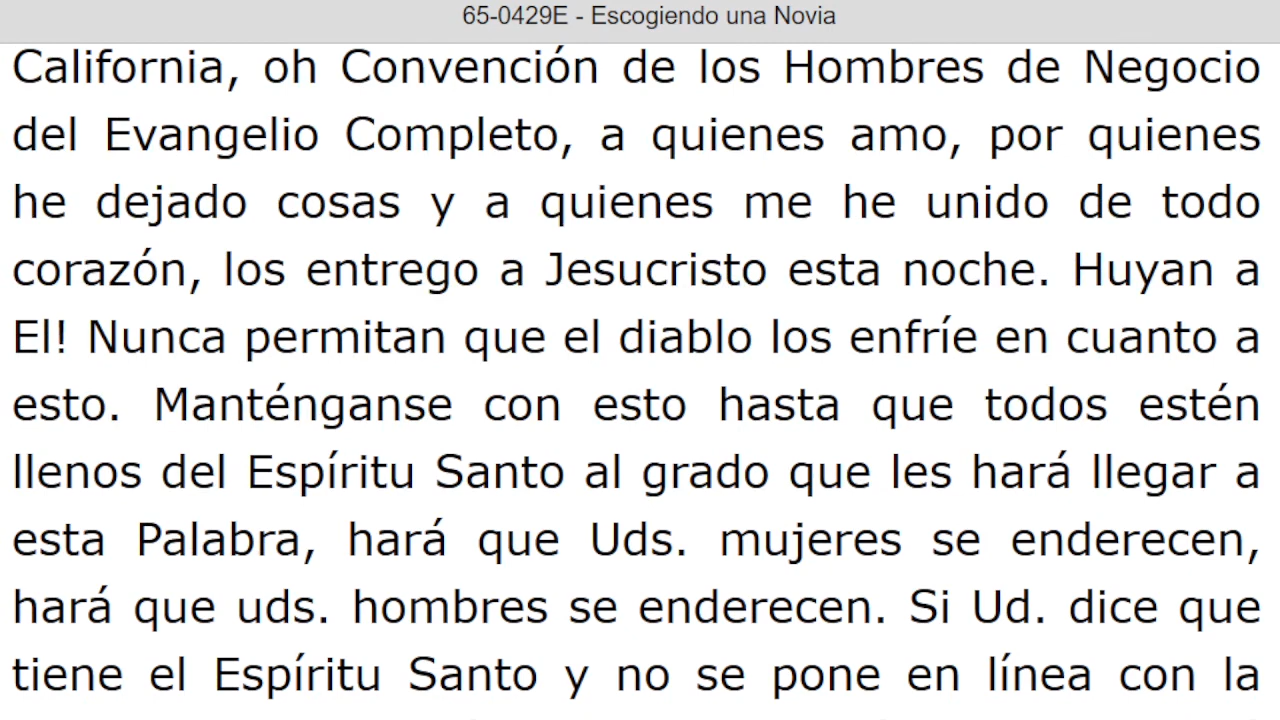 65-0429E - Escogiendo una Novia
California, oh Convención de los Hombres de Negocio
del Evangelio Completo, a quienes amo, por quienes
he dejado cosas y a quienes me he unido de todo
corazón, los entrego a Jesucristo esta noche. Huyan a
El! Nunca permitan que el diablo los enfríe en cuanto a
esto. Manténganse con esto hasta que todos estén
llenos del Espíritu Santo al grado que les hará llegar a
esta Palabra, hará que Uds. mujeres se enderecen,
hará que uds. hombres se enderecen. Si Ud. dice que
tiene el Espíritu Santo y no se pone en línea con la